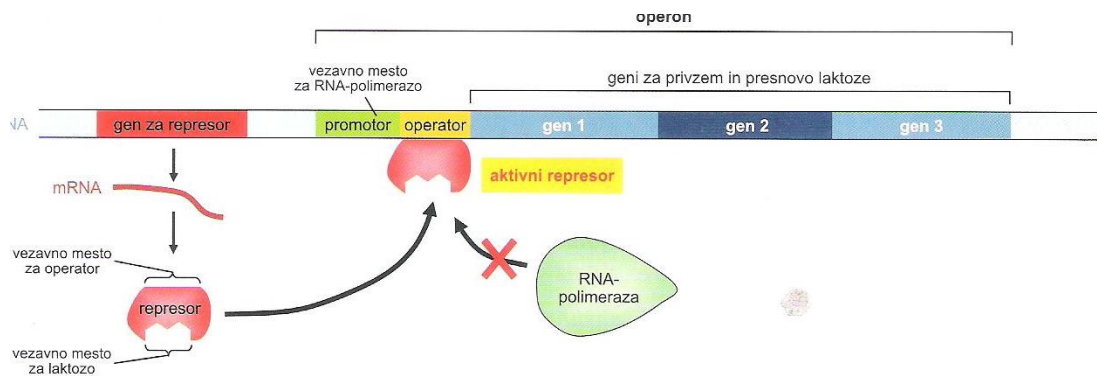 operon
vezavno mesto
za RNA-polimerazo
geni za privzem in presnovo laktoze
NA
gen za represor
promotor
operator
gen 1
gen 2
gen 3
aktivni represor
mRNA
vezavno mesto
za operator
represor
RNA-
polimeraza
vezavno mesto
za laktozo